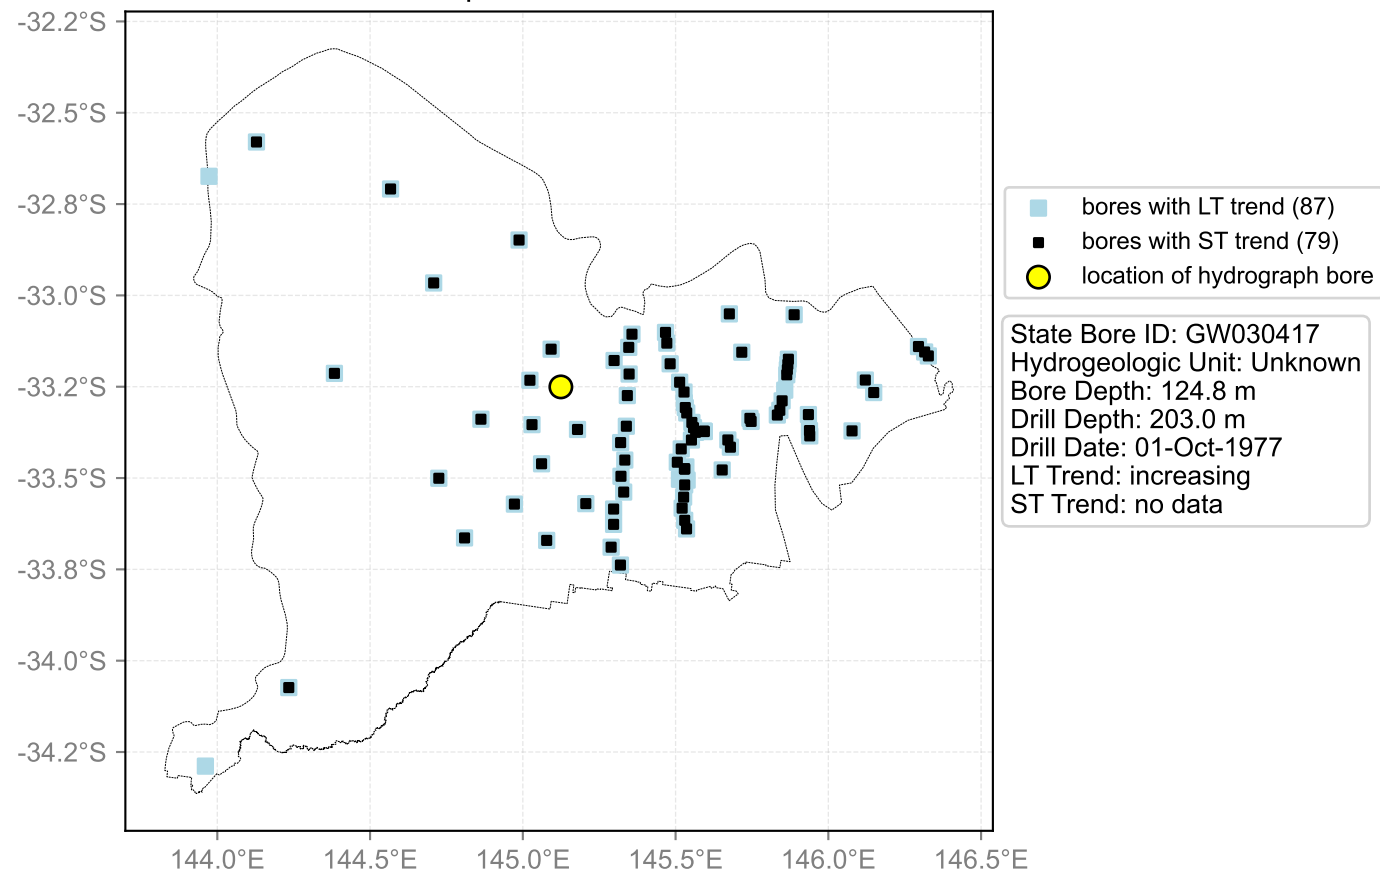 -32.2°S
-32.5°S
-32.8°S
-33.0°S
-33.2°S
-33.5°S
-33.8°S
-34.0°S
-34.2°S
144.0°E
144.5°E
145.0°E
145.5°E
146.0°E
146.5°E
bores with LT trend (87)
bores with ST trend (79)
location of hydrograph bore
State Bore ID: GW030417
Hydrogeologic Unit: Unknown
Bore Depth: 124.8 m
Drill Depth: 203.0 m
Drill Date: 01-Oct-1977
LT Trend: increasing
ST Trend: no data